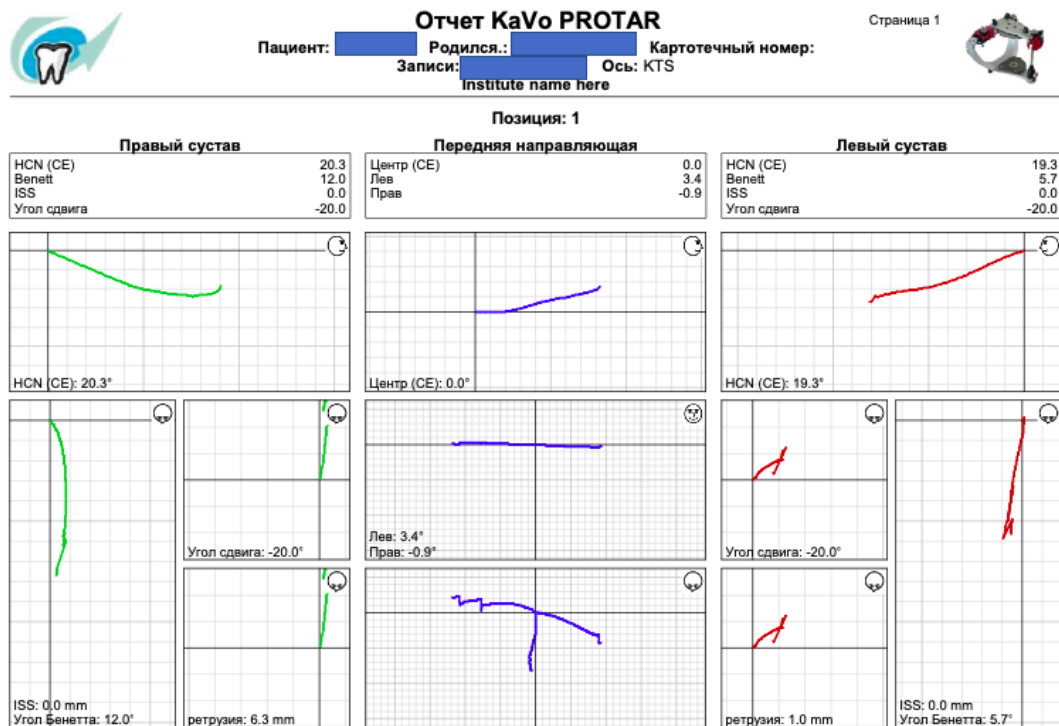 Отчет KaVo PROTAR
Страница 1
Пациент: Родился.: Картотечный номер:
Записи: Ось: KTS
Institute name here
Позиция: 1
Правый сустав
HCN (CE) 20.3
Benett 12.0
ISS 0.0
Угол сдвига -20.0
Передняя направляющая
Центр (CE) 0.0
Лев 3.4
Прав -0.9
Левый сустав
HCN (CE) 19.3
Benett 5.7
ISS 0.0
Угол сдвига -20.0
HCN (CE): 20.3°
Центр (CE): 0.0°
HCN (CE): 19.3°
Угол сдвига: -20.0°
Лев: 3.4°
Прав: -0.9°
Угол сдвига: -20.0°
ISS: 0.0 mm
Угол Бенетта: 12.0°
ретрузия: 6.3 mm
ретрузия: 1.0 mm
ISS: 0.0 mm
Угол Бенетта: 5.7°